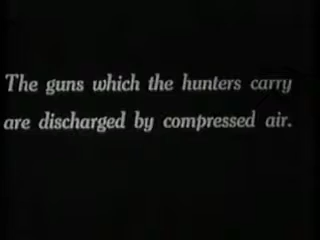 The guns which the hunters carry
are discharged by compressed air.